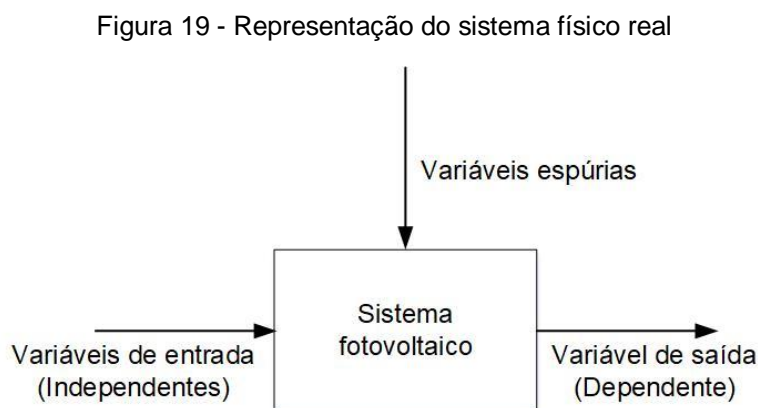 Figura 19 - Representação do sistema físico real
Variáveis espúrias
Sistema
fotovoltaico
Variáveis de entrada
(Independentes)
Variável de saída
(Dependente)